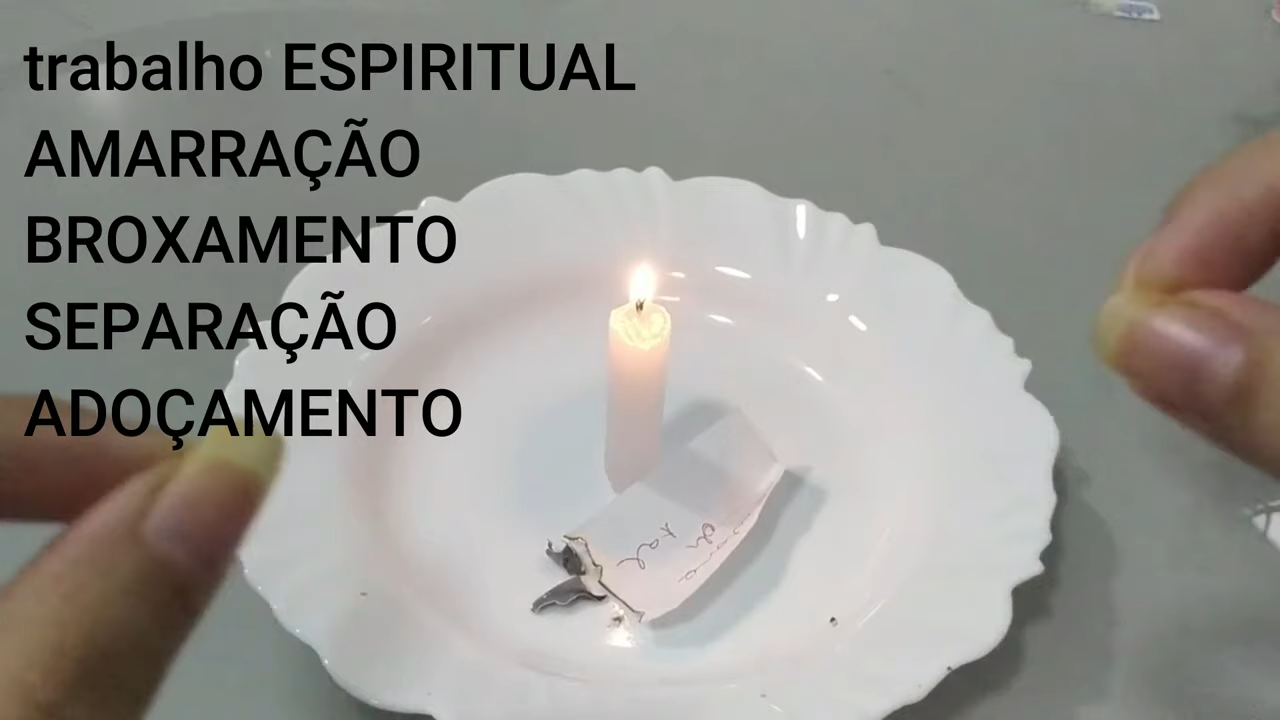 trabalho ESPIRITUAL
AMARRAÇÃO
BROXAMENTO
SEPARAÇÃO
ADOÇAMENTO